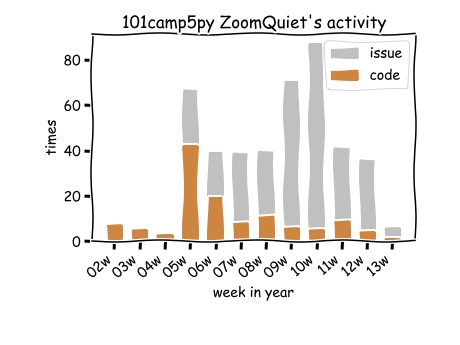 101camp5py ZoomQuiet's activity
issue
code
80
60
40
20
0
times
02w 03w 04w 05w 06w 07w 08w 09w 10w 11w 12w 13w
week in year